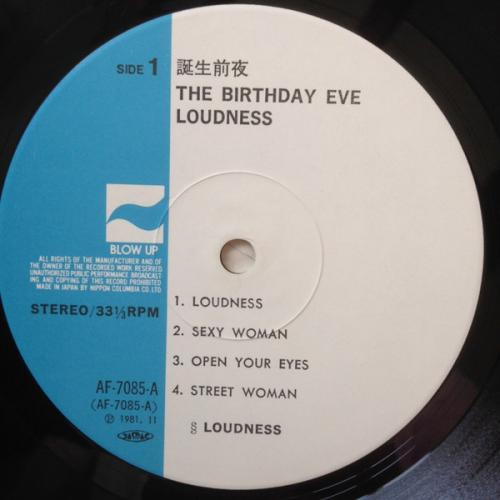 SIDE 1
誕生前夜
THE BIRTHDAY EVE
LOUDNESS
BLOW UP
ALL RIGHTS OF THE MANUFACTURER AND OF
THE OWNER OF THE RECORDED WORK RESERVED
UNAUTHORIZED PUBLIC PERFORMANCE BROADCAST
ING AND COPYING OF THIS RECORD PROHIBITED
MADE IN JAPAN BY NIPPON COLUMBIA CO. LTD
STEREO/33⅓RPM
1. LOUDNESS
2. SEXY WOMAN
3. OPEN YOUR EYES
4. STREET WOMAN
§ LOUDNESS
AF-7085-A
(AF-7085-A)
Ⓟ 1981. 11
JASRAC